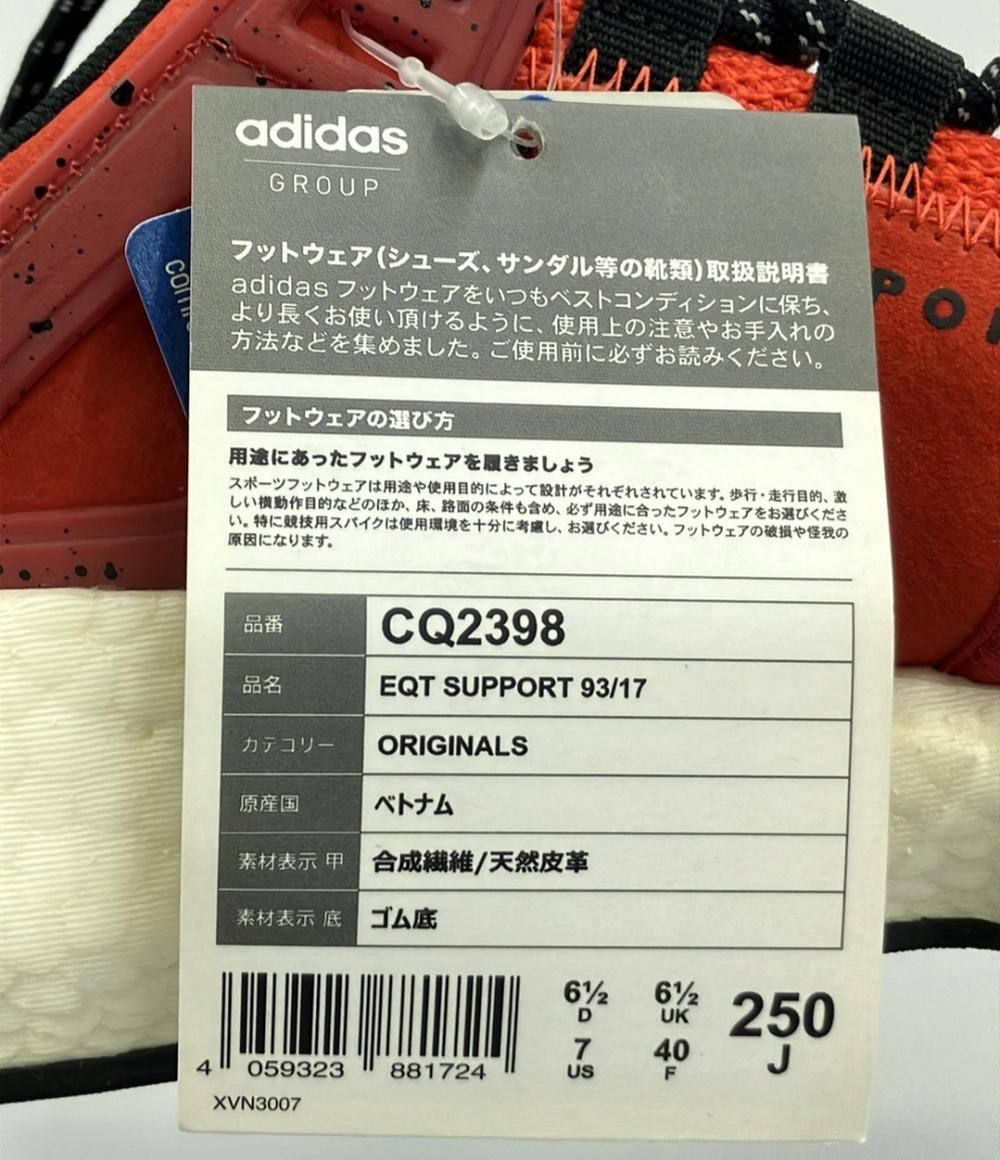 adidas
GROUP
フットウェア(シューズ、サンダル等の靴類)取扱説明書
adidas フットウェアをいつもベストコンディションに保ち、
より長くお使い頂けるように、使用上の注意やお手入れの
方法などを集めました。ご使用前に必ずお読みください。
フットウェアの選び方
用途にあったフットウェアを履きましょう
スポーツフットウェアは用途や使用目的によって設計がそれぞれされています。歩行・走行目的、激
しい横動作目的などのほか、床、路面の条件も含め、必ず用途に合ったフットウェアをお選びくださ
い。特に競技用スパイクは使用環境を十分に考慮し、お選びください。フットウェアの破損や怪我の
原因になります。
品番 CQ2398
品名 EQT SUPPORT 93/17
カテゴリー ORIGINALS
原産国 ベトナム
素材表示 甲 合成繊維/天然皮革
素材表示 底 ゴム底
6½ D 6½ UK 250 J
7 US 40 F
4 059323 881724
XVN3007